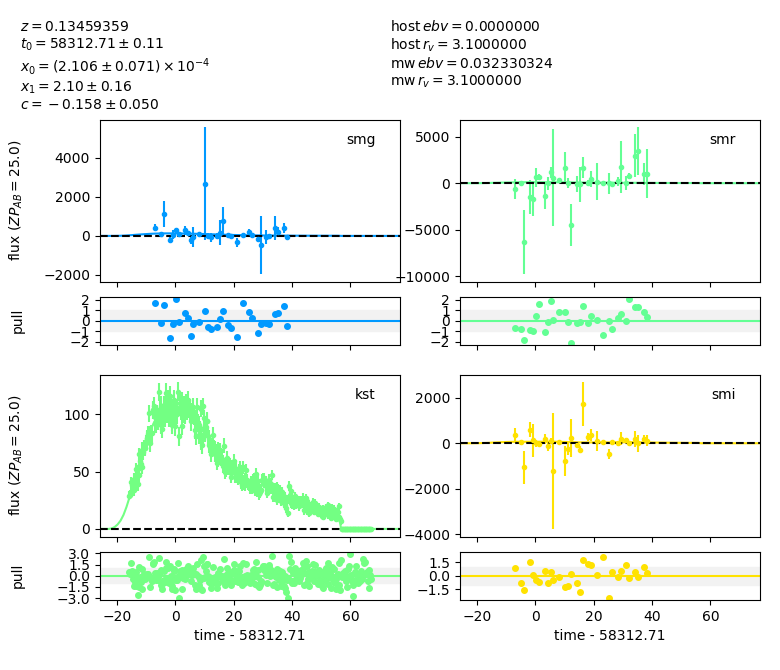 z = 0.13459359
t₀ = 58312.71 ± 0.11
x₀ = (2.106 ± 0.071) × 10⁻⁴
x₁ = 2.10 ± 0.16
c = −0.158 ± 0.050
host ebv = 0.0000000
host r_v = 3.1000000
mw ebv = 0.032330324
mw r_v = 3.1000000
flux (ZP_AB = 25.0)
4000
2000
0
−2000
smg
5000
0
−5000
−10000
smr
pull
2
1
0
−1
−2
2
1
0
−1
−2
flux (ZP_AB = 25.0)
100
50
0
kst
2000
0
−2000
−4000
smi
pull
3.0
1.5
0.0
−1.5
−3.0
1.5
0.0
−1.5
−20 0 20 40 60
−20 0 20 40 60
time - 58312.71
time - 58312.71